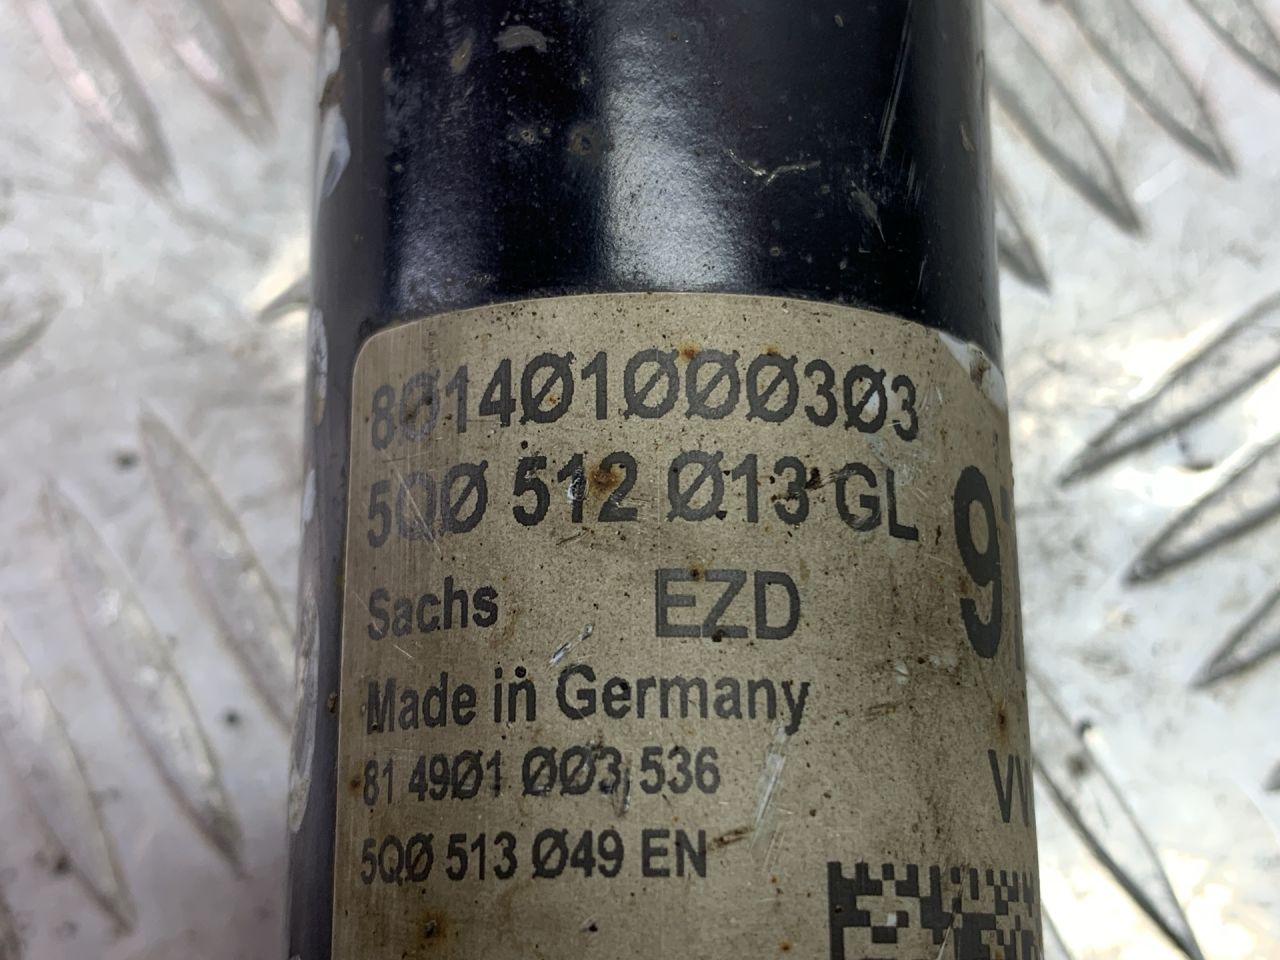 8Ø14Ø1ØØØ3Ø3
5QØ 512 Ø13 GL
Sachs EZD
Made in Germany
81 49Ø1 ØØ3 536
5QØ 513 Ø49 EN